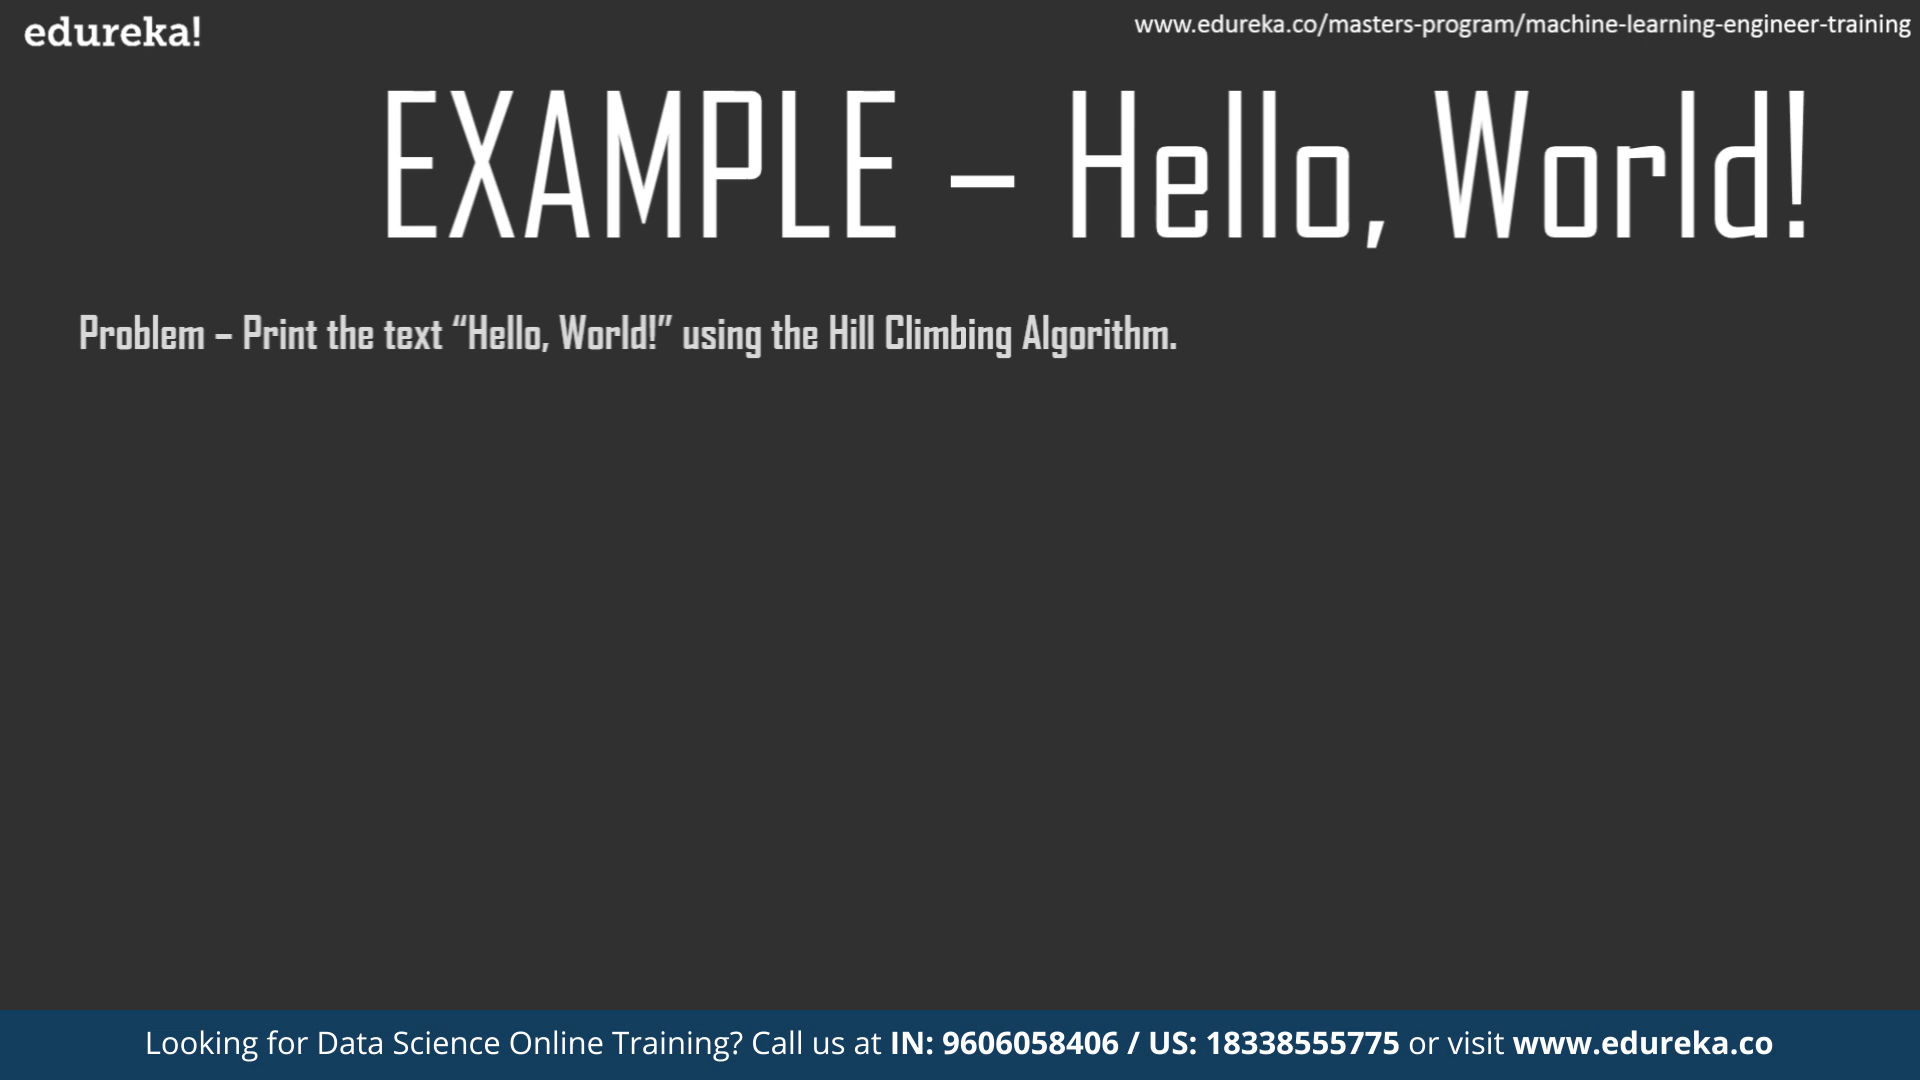 edureka!
www.edureka.co/masters-program/machine-learning-engineer-training
EXAMPLE – Hello, World!
Problem – Print the text “Hello, World!” using the Hill Climbing Algorithm.
Looking for Data Science Online Training? Call us at IN: 9606058406 / US: 18338555775 or visit www.edureka.co